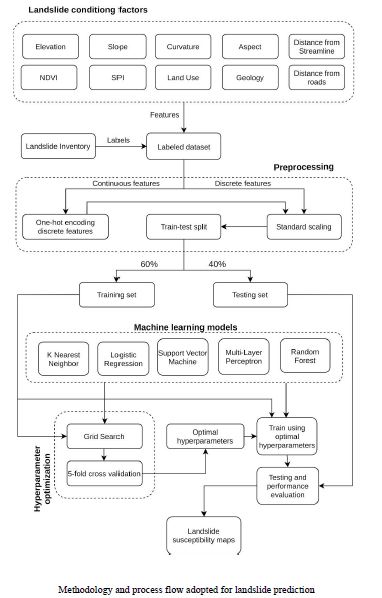 Landslide conditiong factors
Elevation
Slope
Curvature
Aspect
Distance from
Streamline
NDVI
SPI
Land Use
Geology
Distance from
roads
Features
Landslide Inventory
Labels
Labeled dataset
Preprocessing
Continuous features
Discrete features
One-hot encoding
discrete features
Train-test split
Standard scaling
60%
40%
Training set
Testing set
Machine learning models
K Nearest
Neighbor
Logistic
Regression
Support Vector
Machine
Multi-Layer
Perceptron
Random
Forest
Hyperparameter
optimization
Grid Search
5-fold cross validation
Optimal
hyperparameters
Train using
optimal
hyperparameters
Testing and
performance
evaluation
Landslide
susceptibility maps
Methodology and process flow adopted for landslide prediction